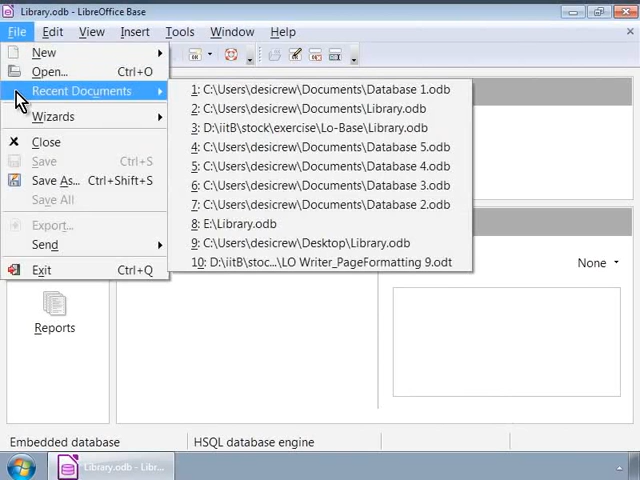 Library.odb - LibreOffice Base
File Edit View Insert Tools Window Help
New
Open... Ctrl+O
Recent Documents
Wizards
Close
Save Ctrl+S
Save As... Ctrl+Shift+S
Save All
Export...
Send
Exit Ctrl+Q
1: C:\Users\desicrew\Documents\Database 1.odb
2: C:\Users\desicrew\Documents\Library.odb
3: D:\iitB\stock\exercise\Lo-Base\Library.odb
4: C:\Users\desicrew\Documents\Database 5.odb
5: C:\Users\desicrew\Documents\Database 4.odb
6: C:\Users\desicrew\Documents\Database 3.odb
7: C:\Users\desicrew\Documents\Database 2.odb
8: E:\Library.odb
9: C:\Users\desicrew\Desktop\Library.odb
10: D:\iitB\stoc...\LO Writer_PageFormatting 9.odt
None
Reports
Embedded database HSQL database engine
Library.odb - Libr...